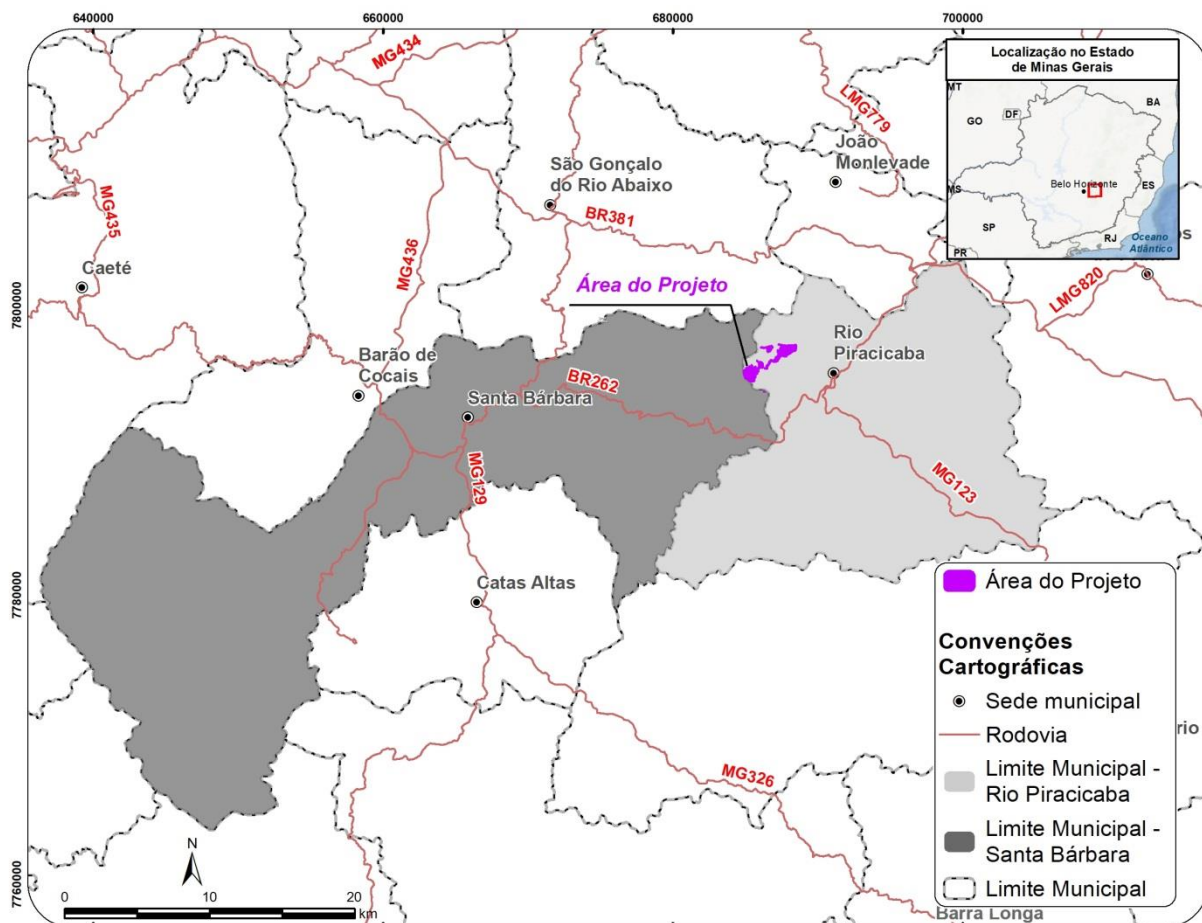 640000
660000
680000
700000
7800000
7780000
7760000
MG434
MG435
MG436
LMG779
João
Monlevade
São Gonçalo
do Rio Abaixo
BR381
Caeté
LMG820
Área do Projeto
Rio
Piracicaba
Barão de
Cocais
Santa Bárbara
BR262
MG129
MG123
Catas Altas
MG326
Barra Longa
Localização no Estado
de Minas Gerais
MT
BA
GO
DF
Belo Horizonte
MS
ES
SP
RJ
Oceano
Atlântico
PR
Área do Projeto
Convenções
Cartográficas
Sede municipal
Rodovia
Limite Municipal -
Rio Piracicaba
Limite Municipal -
Santa Bárbara
Limite Municipal
N
0 10 20
km